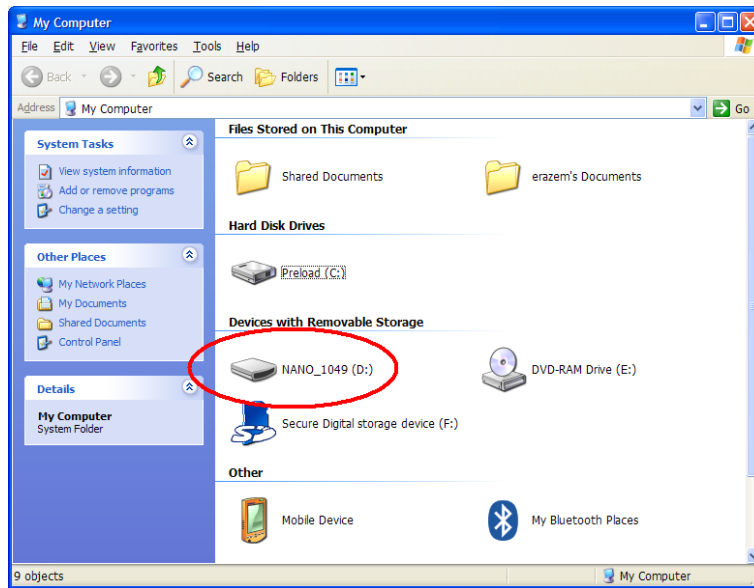 My Computer
File Edit View Favorites Tools Help
Back Search Folders
Address My Computer Go
System Tasks
View system information
Add or remove programs
Change a setting
Other Places
My Network Places
My Documents
Shared Documents
Control Panel
Details
My Computer
System Folder
Files Stored on This Computer
Shared Documents erazem's Documents
Hard Disk Drives
Preload (C:)
Devices with Removable Storage
NANO_1049 (D:) DVD-RAM Drive (E:)
Secure Digital storage device (F:)
Other
Mobile Device My Bluetooth Places
9 objects My Computer